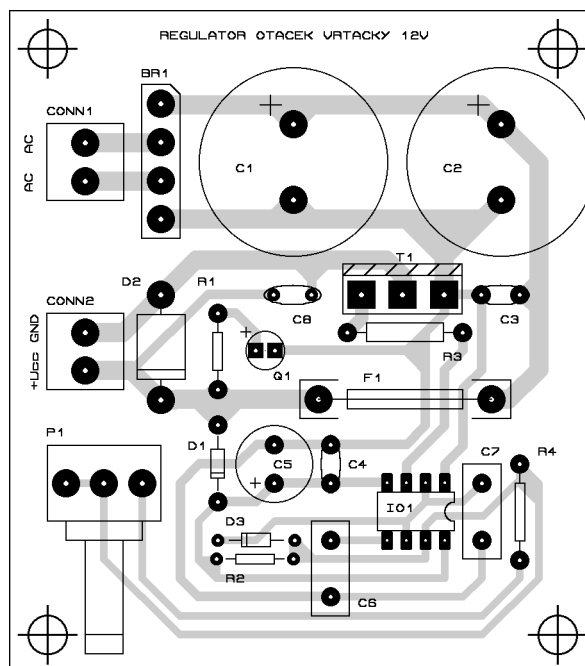 REGULATOR OTACEK VRTACKY 12V
BR1
CONN1
AC
AC
C1
C2
T1
D2
R1
C8
C3
CONN2
+Ucc GND
Q1
R3
F1
P1
D1
C5
C4
C7
R4
IO1
D3
R2
C6